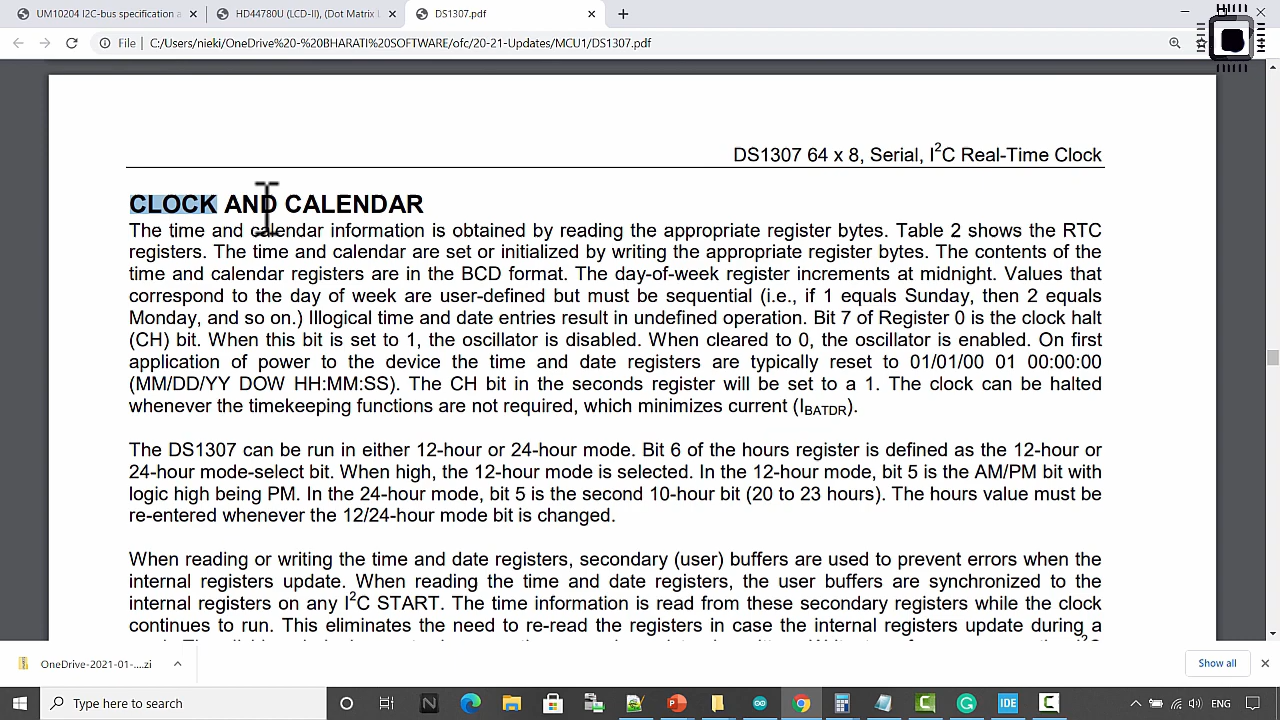 UM10204 I2C-bus specification a
HD44780U (LCD-II), (Dot Matrix L
DS1307.pdf
File
C:/Users/nieki/OneDrive%20-%20BHARATI%20SOFTWARE/ofc/20-21-Updated/MCU1/DS1307.pdf
DS1307 64 x 8, Serial, I2C Real-Time Clock
CLOCK AND CALENDAR
The time and calendar information is obtained by reading the appropriate register bytes. Table 2 shows the RTC
registers. The time and calendar are set or initialized by writing the appropriate register bytes. The contents of the
time and calendar registers are in the BCD format. The day-of-week register increments at midnight. Values that
correspond to the day of week are user-defined but must be sequential (i.e., if 1 equals Sunday, then 2 equals
Monday, and so on.) Illogical time and date entries result in undefined operation. Bit 7 of Register 0 is the clock halt
(CH) bit. When this bit is set to 1, the oscillator is disabled. When cleared to 0, the oscillator is enabled. On first
application of power to the device the time and date registers are typically reset to 01/01/00 01 00:00:00
(MM/DD/YY DOW HH:MM:SS). The CH bit in the seconds register will be set to a 1. The clock can be halted
whenever the timekeeping functions are not required, which minimizes current (IBATDR).
The DS1307 can be run in either 12-hour or 24-hour mode. Bit 6 of the hours register is defined as the 12-hour or
24-hour mode-select bit. When high, the 12-hour mode is selected. In the 12-hour mode, bit 5 is the AM/PM bit with
logic high being PM. In the 24-hour mode, bit 5 is the second 10-hour bit (20 to 23 hours). The hours value must be
re-entered whenever the 12/24-hour mode bit is changed.
When reading or writing the time and date registers, secondary (user) buffers are used to prevent errors when the
internal registers update. When reading the time and date registers, the user buffers are synchronized to the
internal registers on any I2C START. The time information is read from these secondary registers while the clock
continues to run. This eliminates the need to re-read the registers in case the internal registers update during a
OneDrive-2021-01-....zi
Show all
Type here to search
IDE
ENG